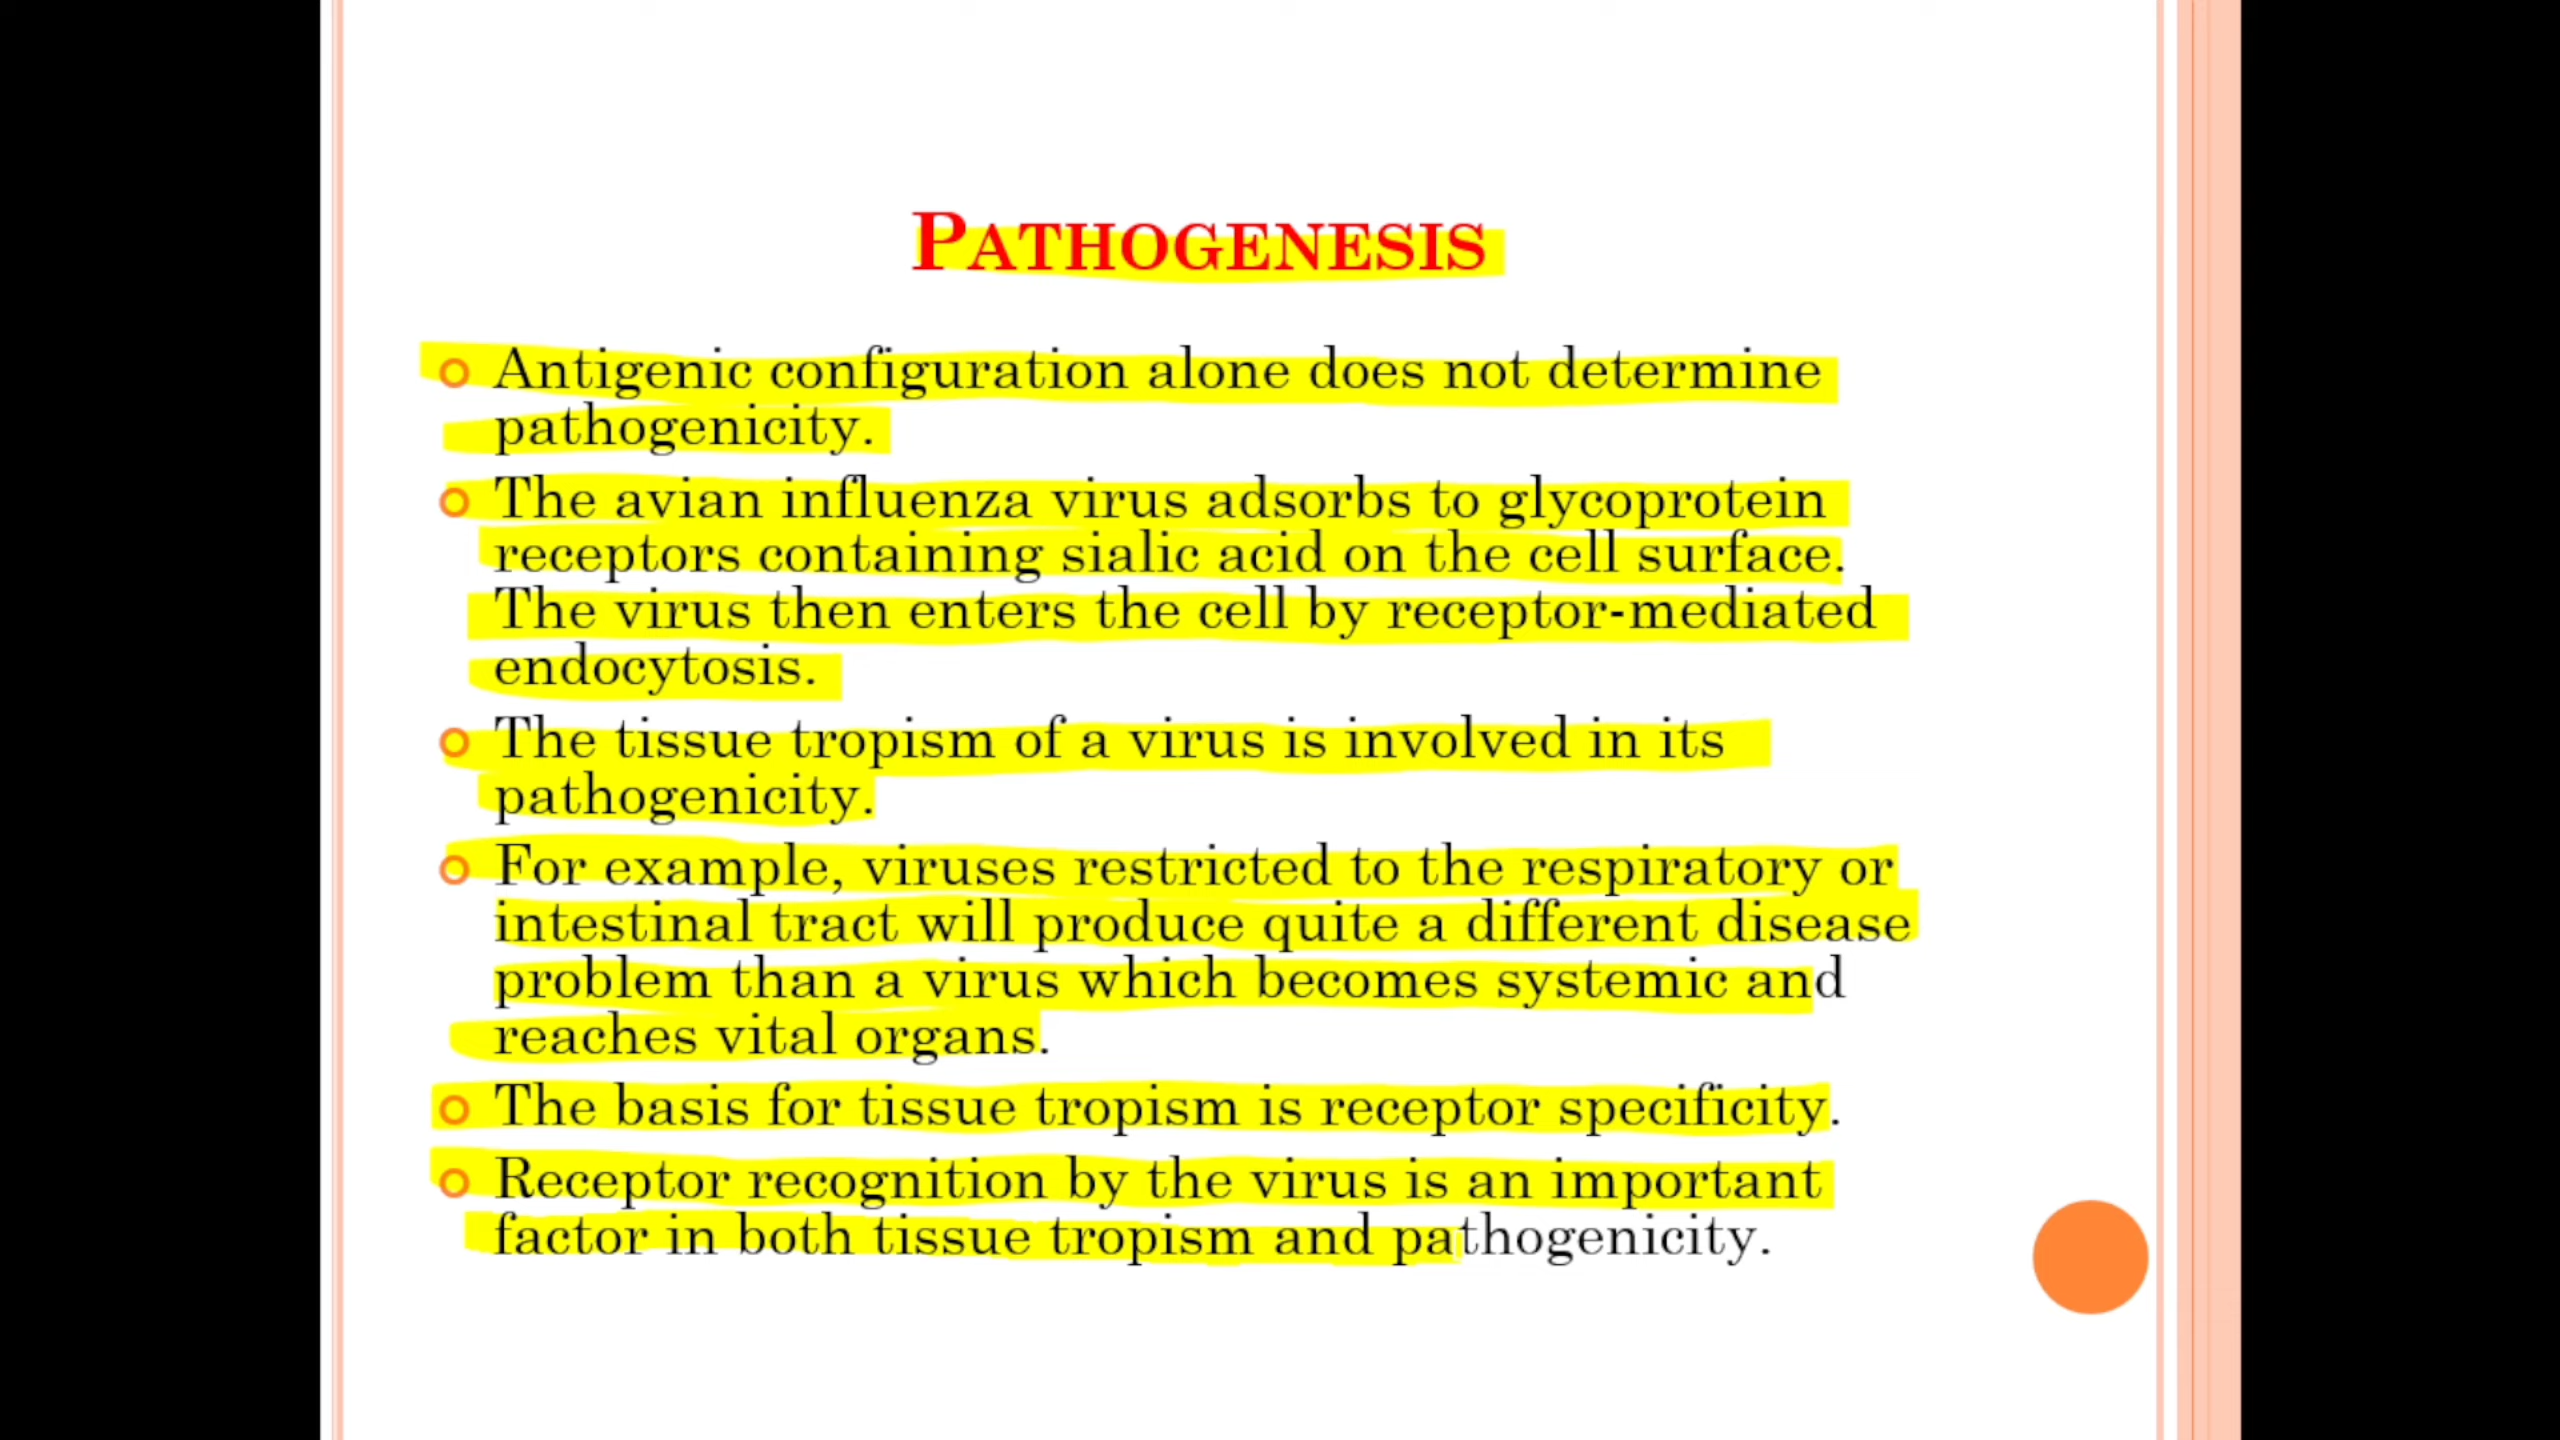 PATHOGENESIS
Antigenic configuration alone does not determine
pathogenicity.
The avian influenza virus adsorbs to glycoprotein
receptors containing sialic acid on the cell surface.
The virus then enters the cell by receptor-mediated
endocytosis.
The tissue tropism of a virus is involved in its
pathogenicity.
For example, viruses restricted to the respiratory or
intestinal tract will produce quite a different disease
problem than a virus which becomes systemic and
reaches vital organs.
The basis for tissue tropism is receptor specificity.
Receptor recognition by the virus is an important
factor in both tissue tropism and pathogenicity.